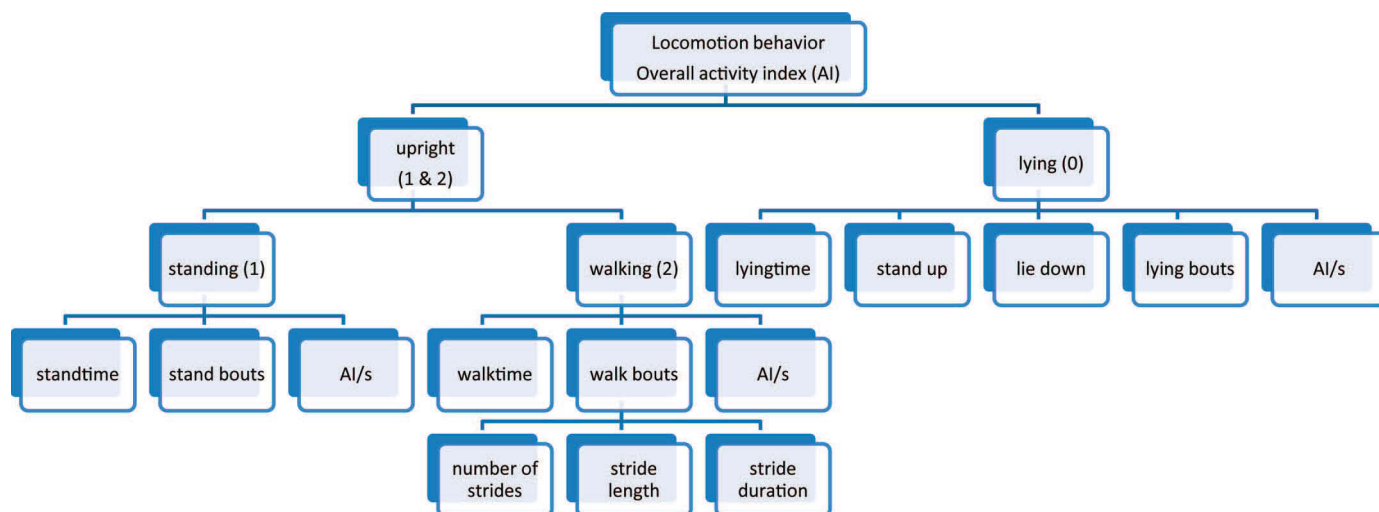 Locomotion behavior
Overall activity index (AI)
upright
(1 & 2)
lying (0)
standing (1)
walking (2)
lyingtime
stand up
lie down
lying bouts
AI/s
standtime
stand bouts
AI/s
walktime
walk bouts
AI/s
number of
strides
stride
length
stride
duration